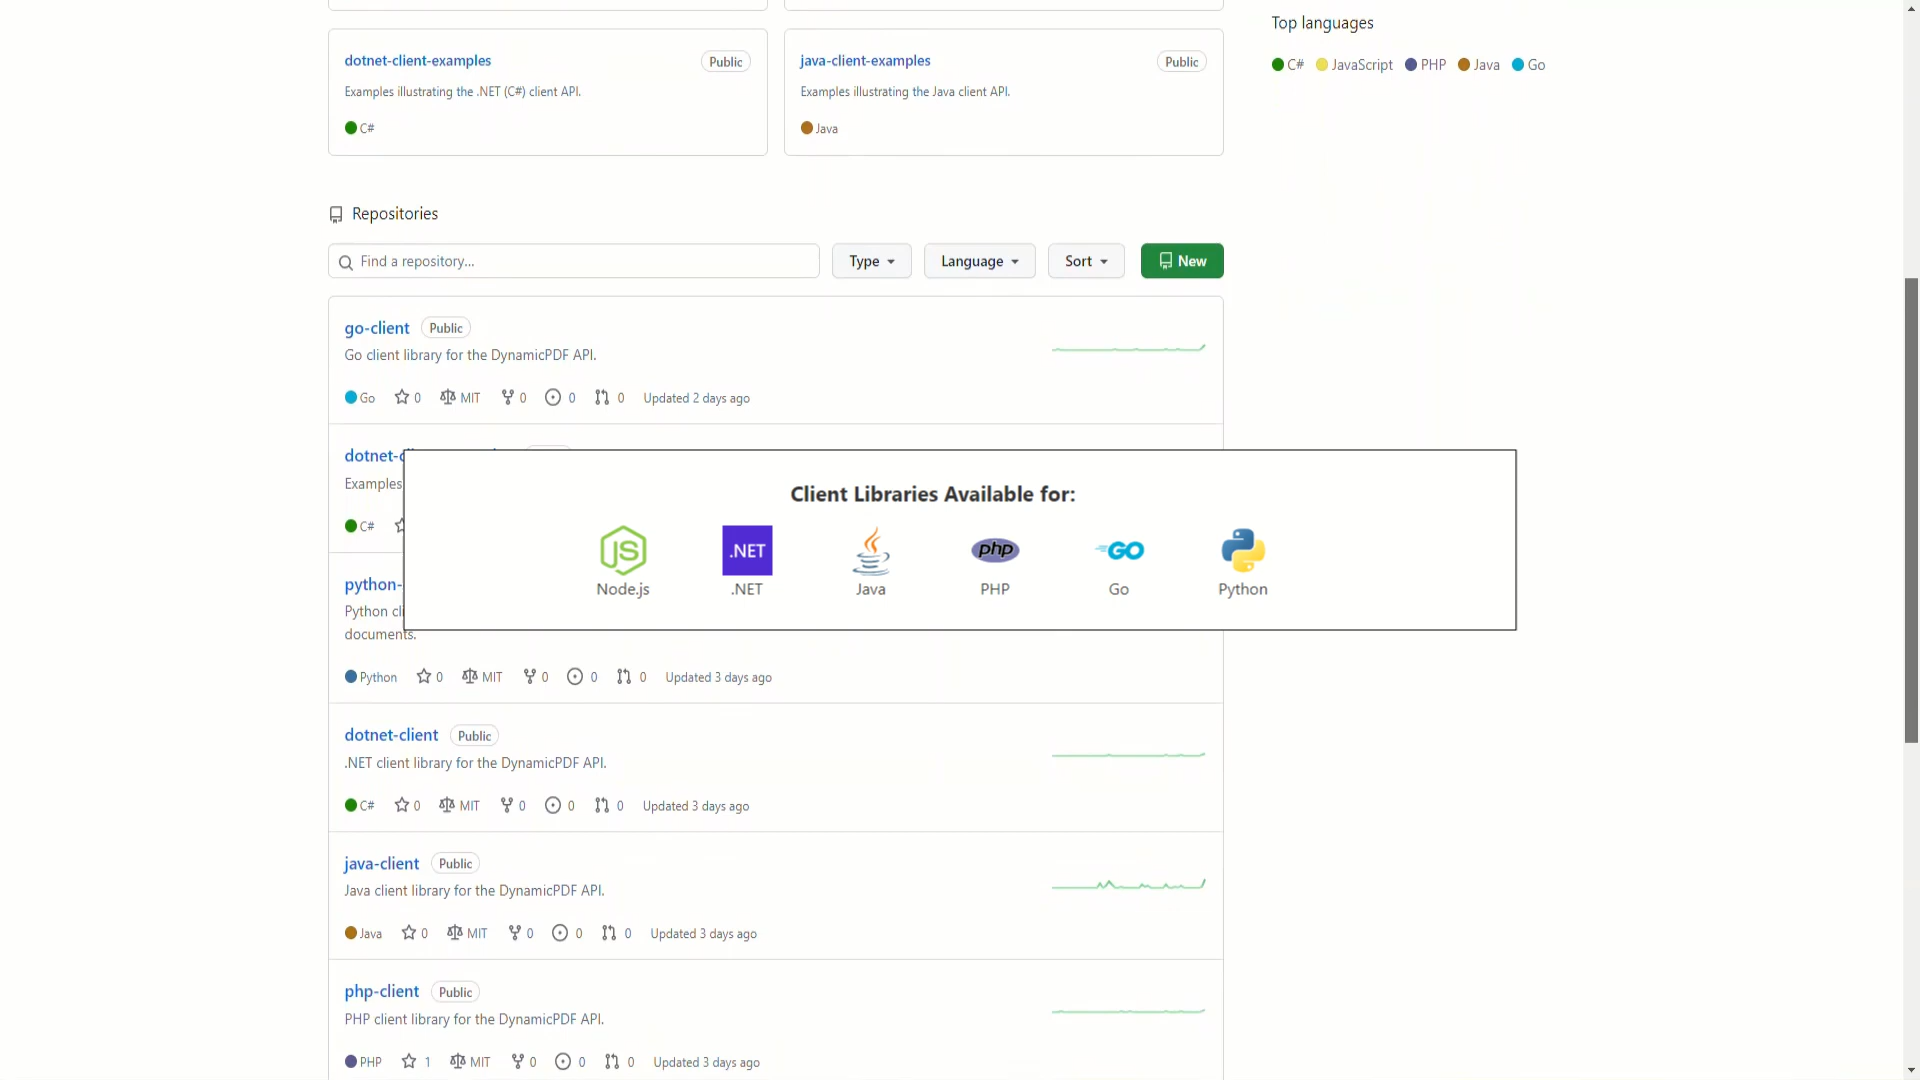 Top languages
C# JavaScript PHP Java Go
dotnet-client-examples Public
Examples illustrating the .NET (C#) client API.
C#
java-client-examples Public
Examples illustrating the Java client API.
Java
Repositories
Find a repository... Type Language Sort New
go-client Public
Go client library for the DynamicPDF API.
Go 0 MIT 0 0 0 Updated 2 days ago
Examples
C#
Client Libraries Available for:
JS .NET php GO
Node.js .NET Java PHP Go Python
python-
Python
documents.
Python 0 MIT 0 0 0 Updated 3 days ago
dotnet-client Public
.NET client library for the DynamicPDF API.
C# 0 MIT 0 0 0 Updated 3 days ago
java-client Public
Java client library for the DynamicPDF API.
Java 0 MIT 0 0 0 Updated 3 days ago
php-client Public
PHP client library for the DynamicPDF API.
PHP 1 MIT 0 0 0 Updated 3 days ago